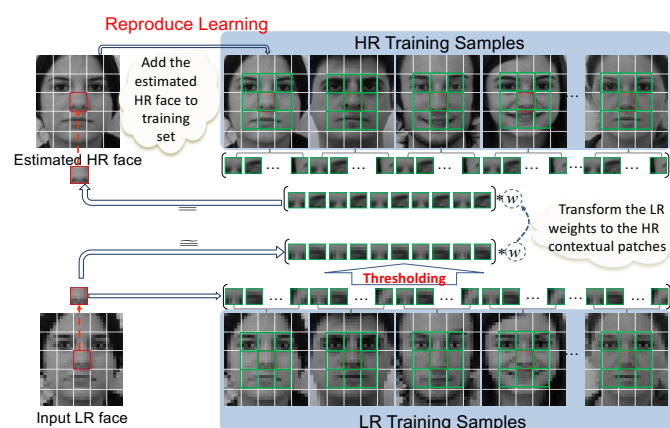 Reproduce Learning
HR Training Samples
Add the
estimated
HR face to
training
set
...
Estimated HR face
... ... ... ... ...
* w
≅
Transform the LR
weights to the HR
contextual patches
≅
* w
Thresholding
... ... ... ... ...
...
Input LR face
LR Training Samples